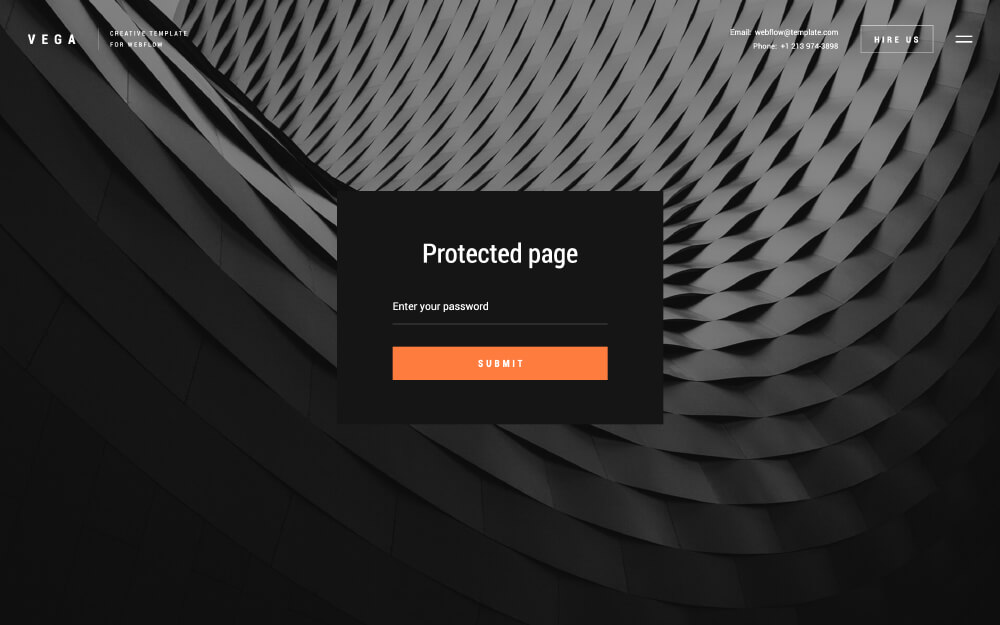 VEGA
CREATIVE TEMPLATE
FOR WEBFLOW
Email: webflow@template.com
Phone: +1 213 974-3898
HIRE US
Protected page
Enter your password
SUBMIT